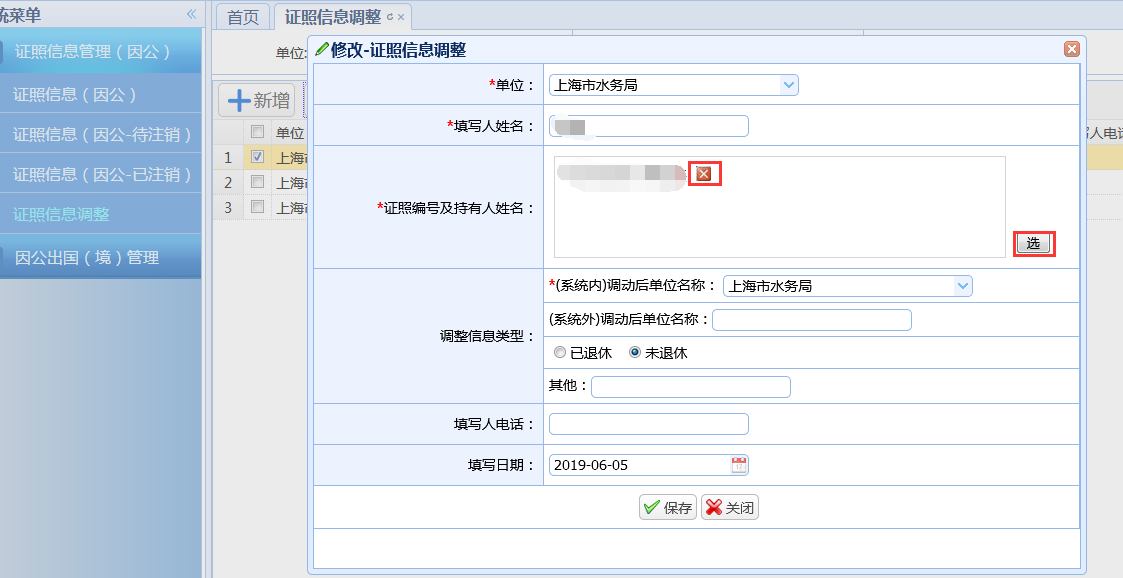 统菜单
首页
证照信息调整
证照信息管理（因公）
证照信息（因公）
证照信息（因公-待注销）
证照信息（因公-已注销）
证照信息调整
因公出国（境）管理
单位:
新增
单位
人电话
1 上海市
2 上海市
3 上海市
修改-证照信息调整
*单位： 上海市水务局
*填写人姓名：
*证照编号及持有人姓名：
选
调整信息类型：
*(系统内)调动后单位名称： 上海市水务局
(系统外)调动后单位名称：
已退休 未退休
其他：
填写人电话：
填写日期： 2019-06-05
保存 关闭